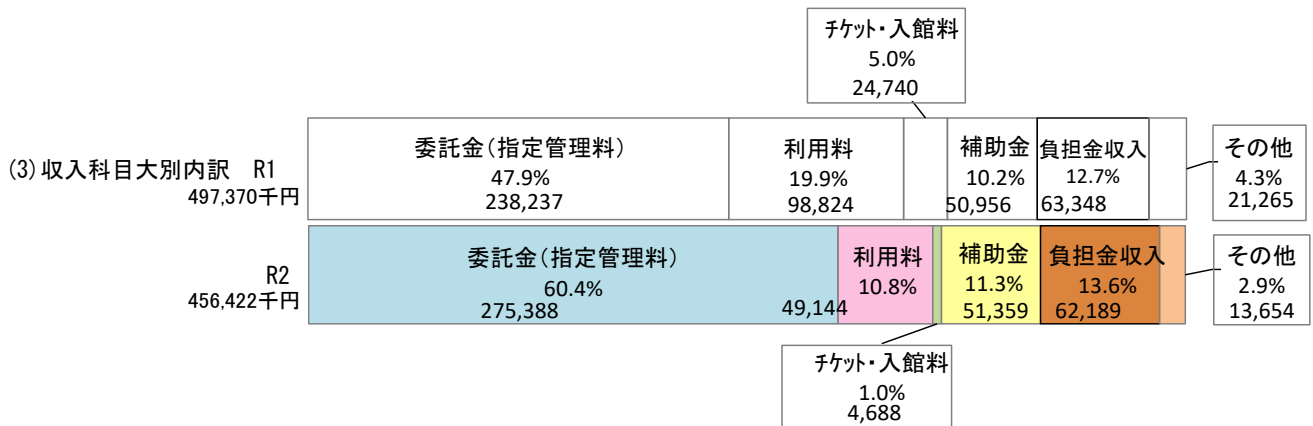 チケット・入館料
5.0%
24,740
(3)収入科目大別内訳 R1
497,370千円
委託金(指定管理料)
47.9%
238,237
利用料
19.9%
98,824
補助金
10.2%
50,956
負担金収入
12.7%
63,348
その他
4.3%
21,265
R2
456,422千円
委託金(指定管理料)
60.4%
275,388
利用料
10.8%
49,144
補助金
11.3%
51,359
負担金収入
13.6%
62,189
その他
2.9%
13,654
チケット・入館料
1.0%
4,688